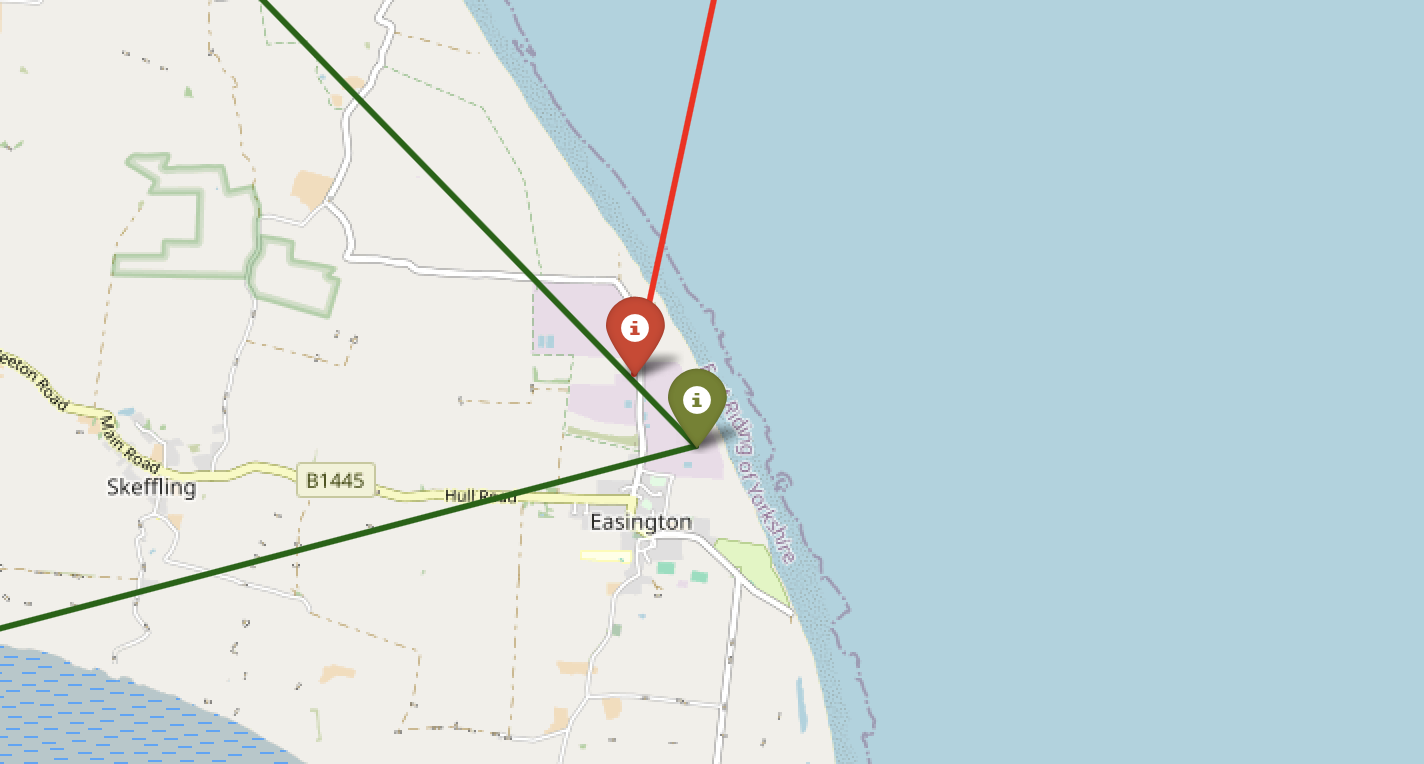 eeton Road
Main Road
Skeffling
B1445
Hull Road
Easington
Riding of Yorkshire